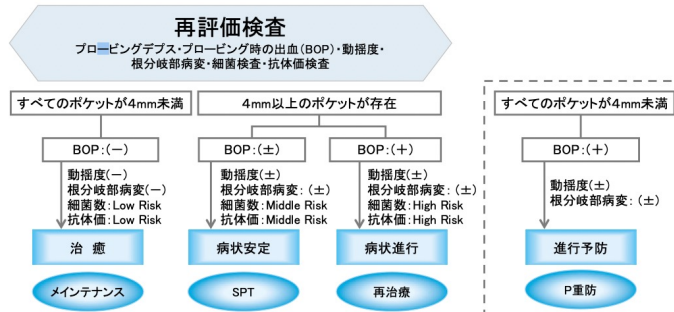 再評価検査
プロービングデプス・プロービング時の出血(BOP)・動揺度・
根分岐部病変・細菌検査・抗体価検査
すべてのポケットが4mm未満
BOP:(−)
動揺度(−)
根分岐部病変(−)
細菌数:Low Risk
抗体価:Low Risk
治 癒
メインテナンス
4mm以上のポケットが存在
BOP:(±)
動揺度(±)
根分岐部病変:(±)
細菌数:Middle Risk
抗体価:Middle Risk
病状安定
SPT
BOP:(+)
動揺度(±)
根分岐部病変:(±)
細菌数:High Risk
抗体価:High Risk
病状進行
再治療
すべてのポケットが4mm未満
BOP:(+)
動揺度(±)
根分岐部病変:(±)
進行予防
P重防